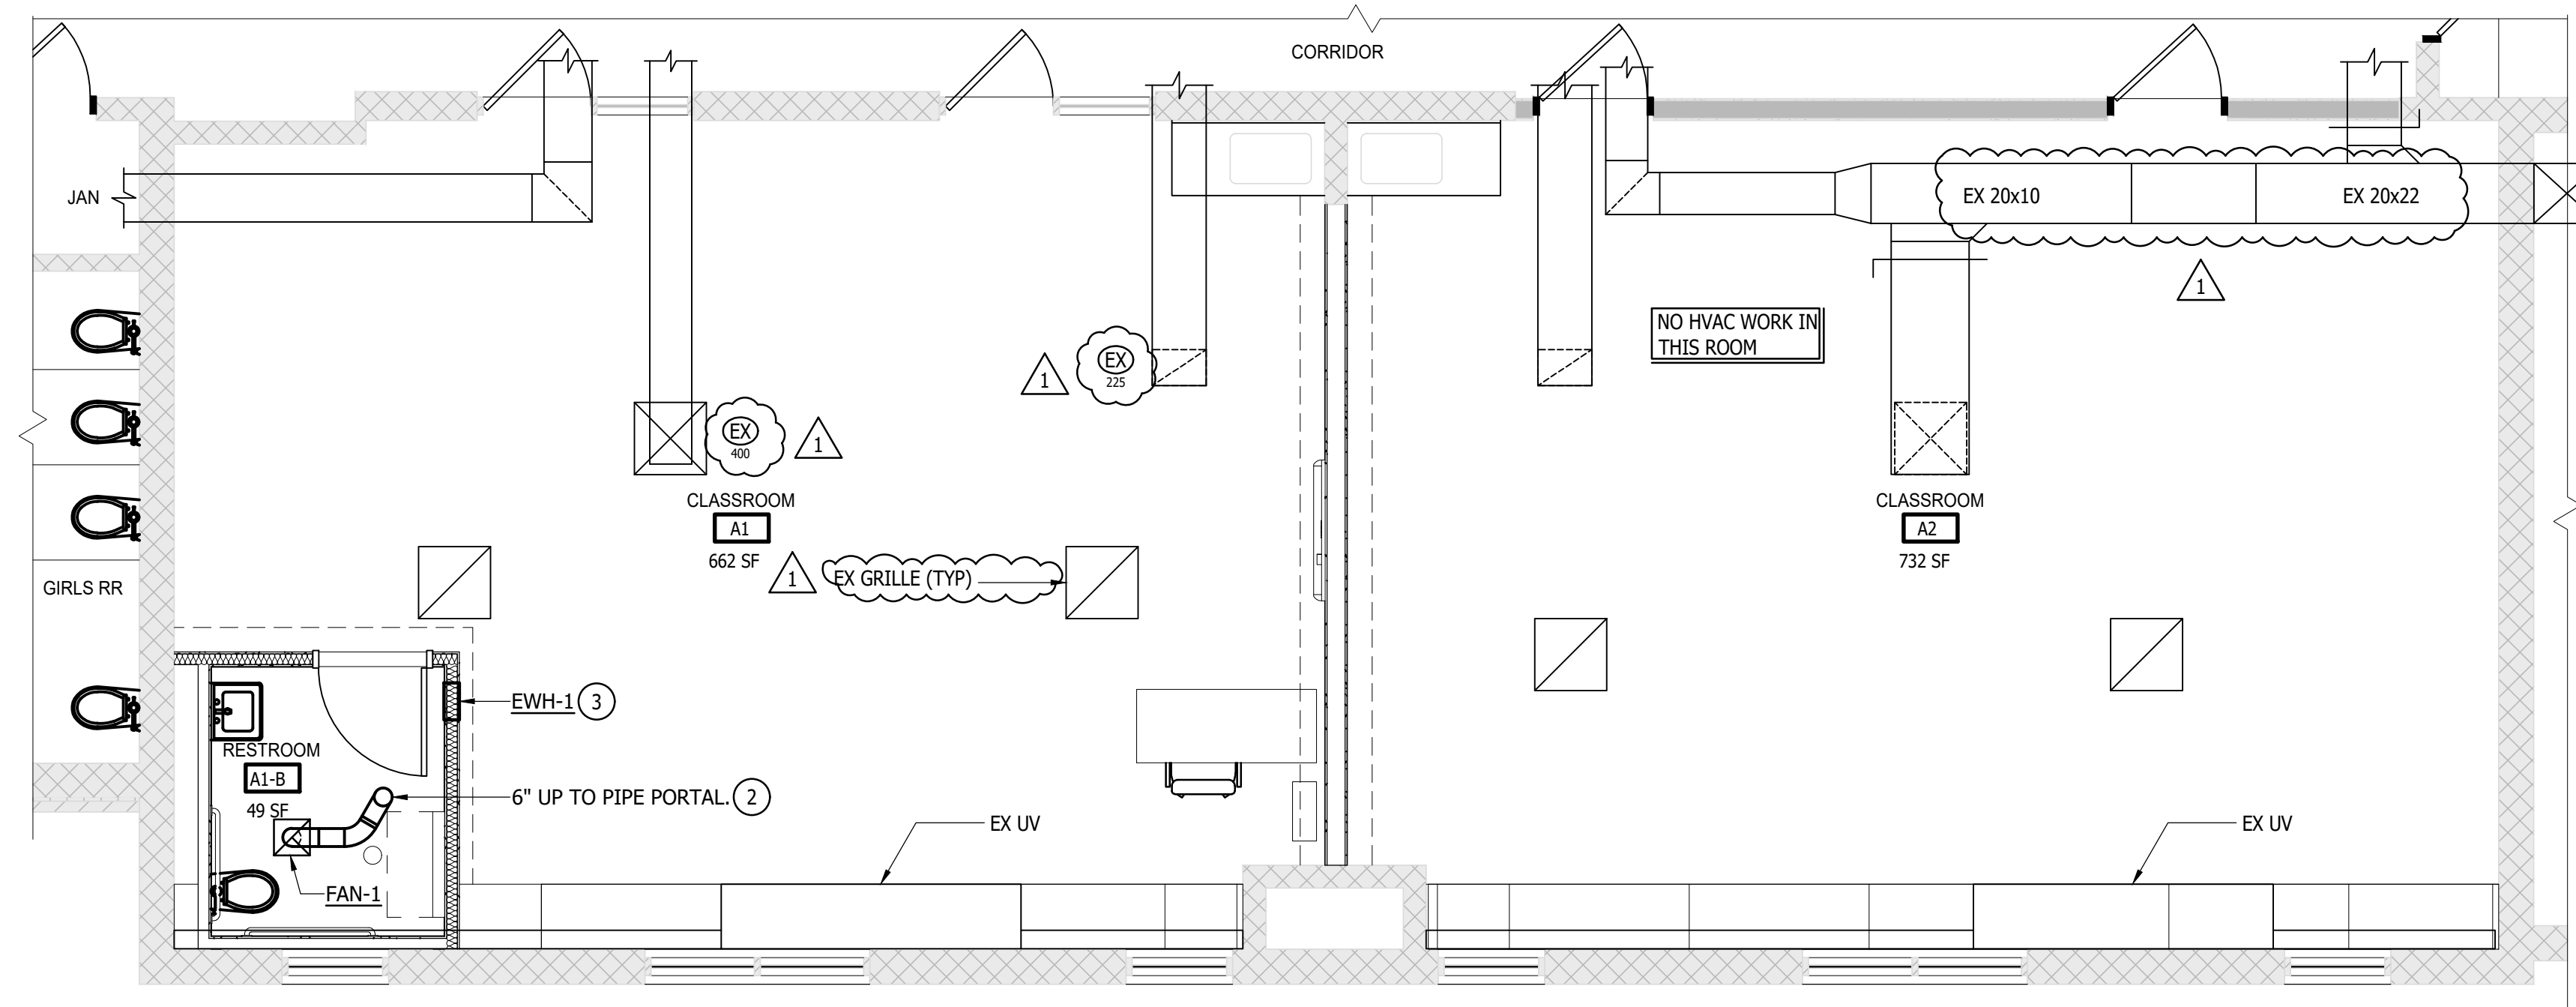 CORRIDOR
JAN
EX 20x10
EX 20x22
1
NO HVAC WORK IN
THIS ROOM
1
EX
225
EX
400
1
CLASSROOM
A1
662 SF
CLASSROOM
A2
732 SF
1
EX GRILLE (TYP)
GIRLS RR
EWH-1
3
RESTROOM
A1-B
49 SF
6" UP TO PIPE PORTAL.
2
EX UV
EX UV
FAN-1